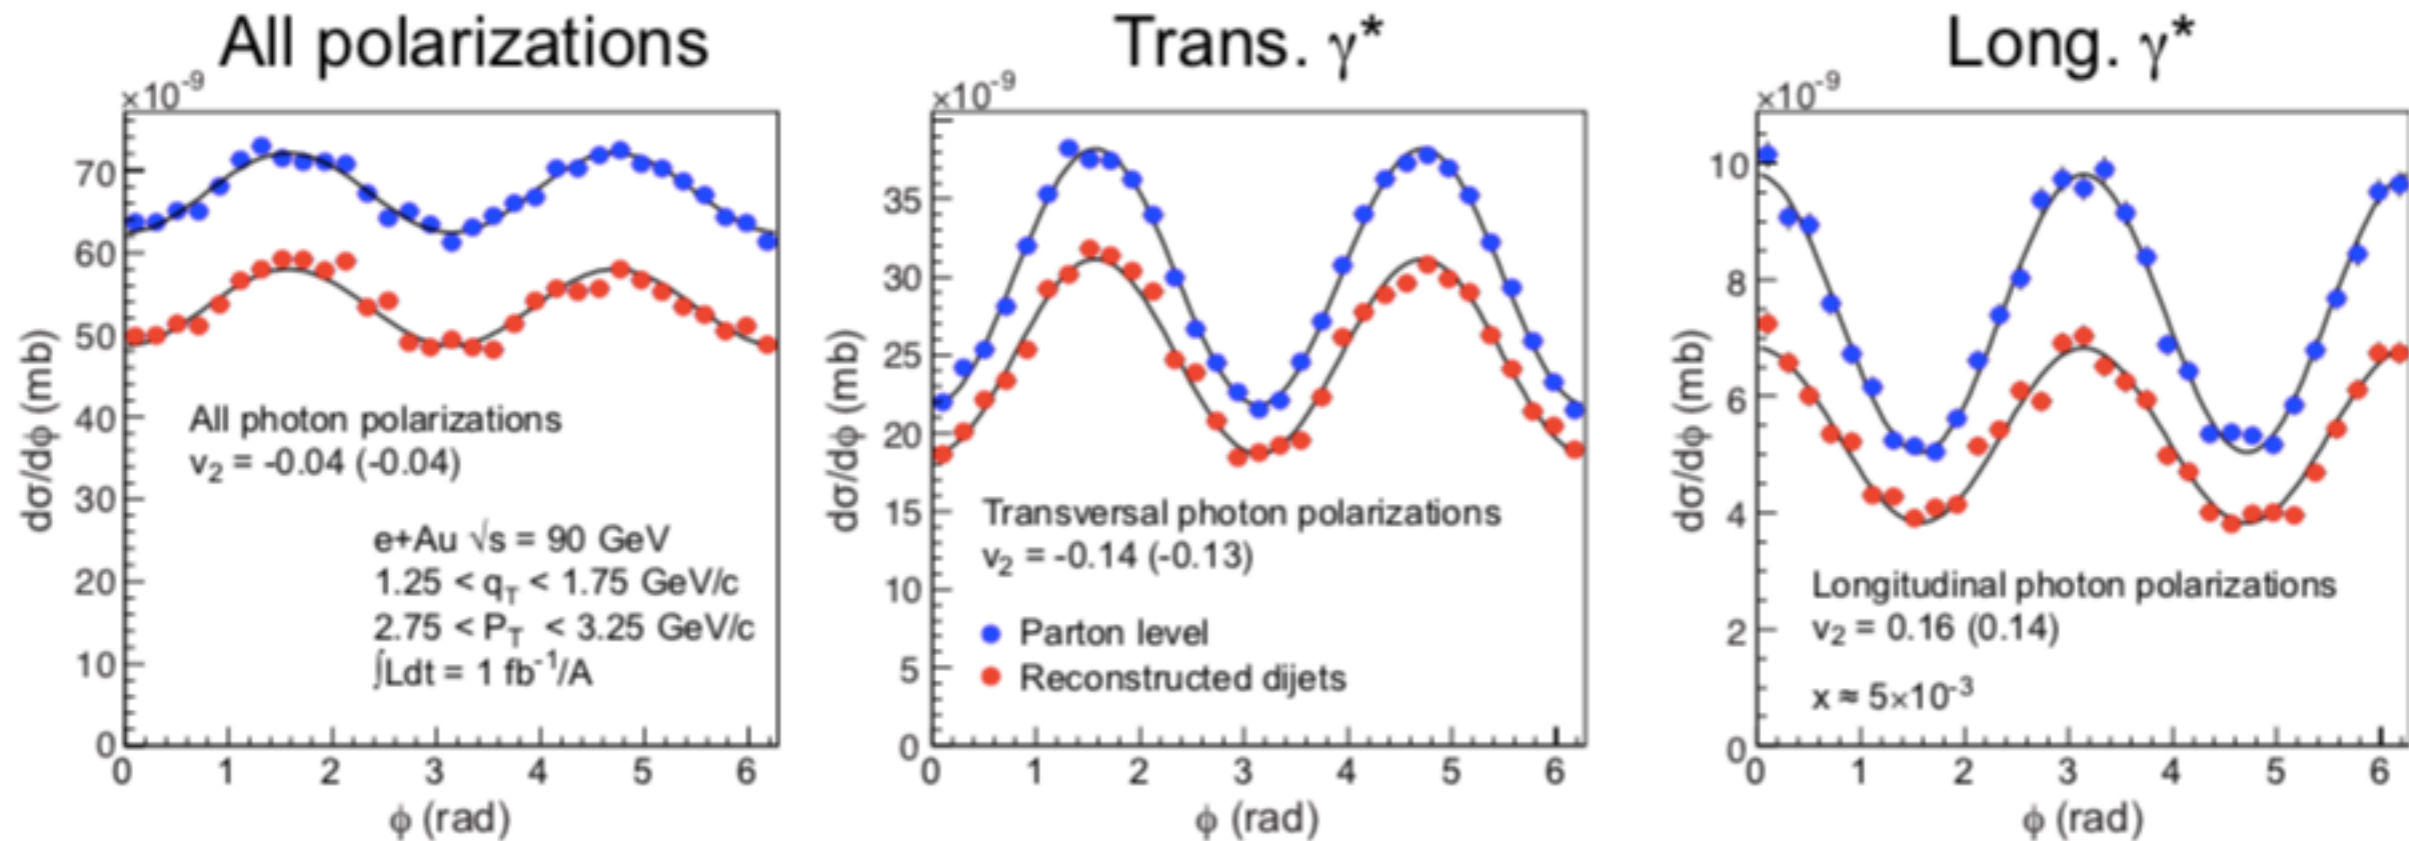 All polarizations
×10⁻⁹
dσ/dφ (mb)
70
60
50
40
30
20
10
0
All photon polarizations
v₂ = -0.04 (-0.04)
e+Au √s = 90 GeV
1.25 < q_T < 1.75 GeV/c
2.75 < P_T < 3.25 GeV/c
∫Ldt = 1 fb⁻¹/A
0 1 2 3 4 5 6
φ (rad)
Trans. γ*
×10⁻⁹
dσ/dφ (mb)
35
30
25
20
15
10
5
0
Transversal photon polarizations
v₂ = -0.14 (-0.13)
Parton level
Reconstructed dijets
0 1 2 3 4 5 6
φ (rad)
Long. γ*
×10⁻⁹
dσ/dφ (mb)
10
8
6
4
2
0
Longitudinal photon polarizations
v₂ = 0.16 (0.14)
x ≈ 5×10⁻³
0 1 2 3 4 5 6
φ (rad)